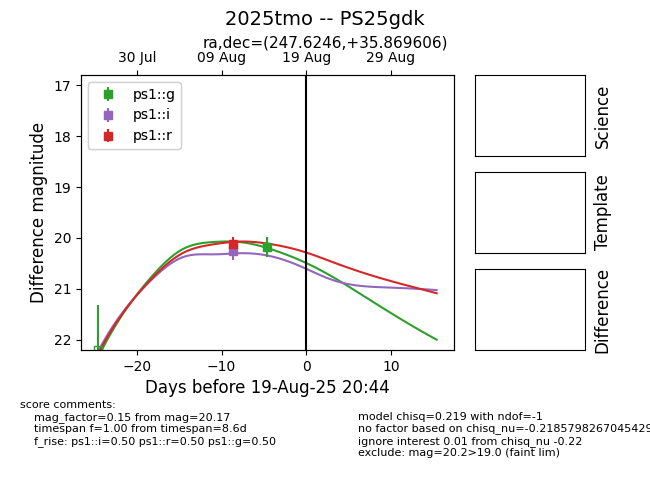 2025tmo -- PS25gdk
ra,dec=(247.6246,+35.869606)
30 Jul 09 Aug 19 Aug 29 Aug
ps1::g
ps1::i
ps1::r
17
18
19
20
21
22
Difference magnitude
−20 −10 0 10
Days before 19-Aug-25 20:44
Science
Template
Difference
score comments:
mag_factor=0.15 from mag=20.17
timespan f=1.00 from timespan=8.6d
f_rise: ps1::i=0.50 ps1::r=0.50 ps1::g=0.50
model chisq=0.219 with ndof=-1
no factor based on chisq_nu=-0.2185798267045429
ignore interest 0.01 from chisq_nu -0.22
exclude: mag=20.2>19.0 (faint lim)